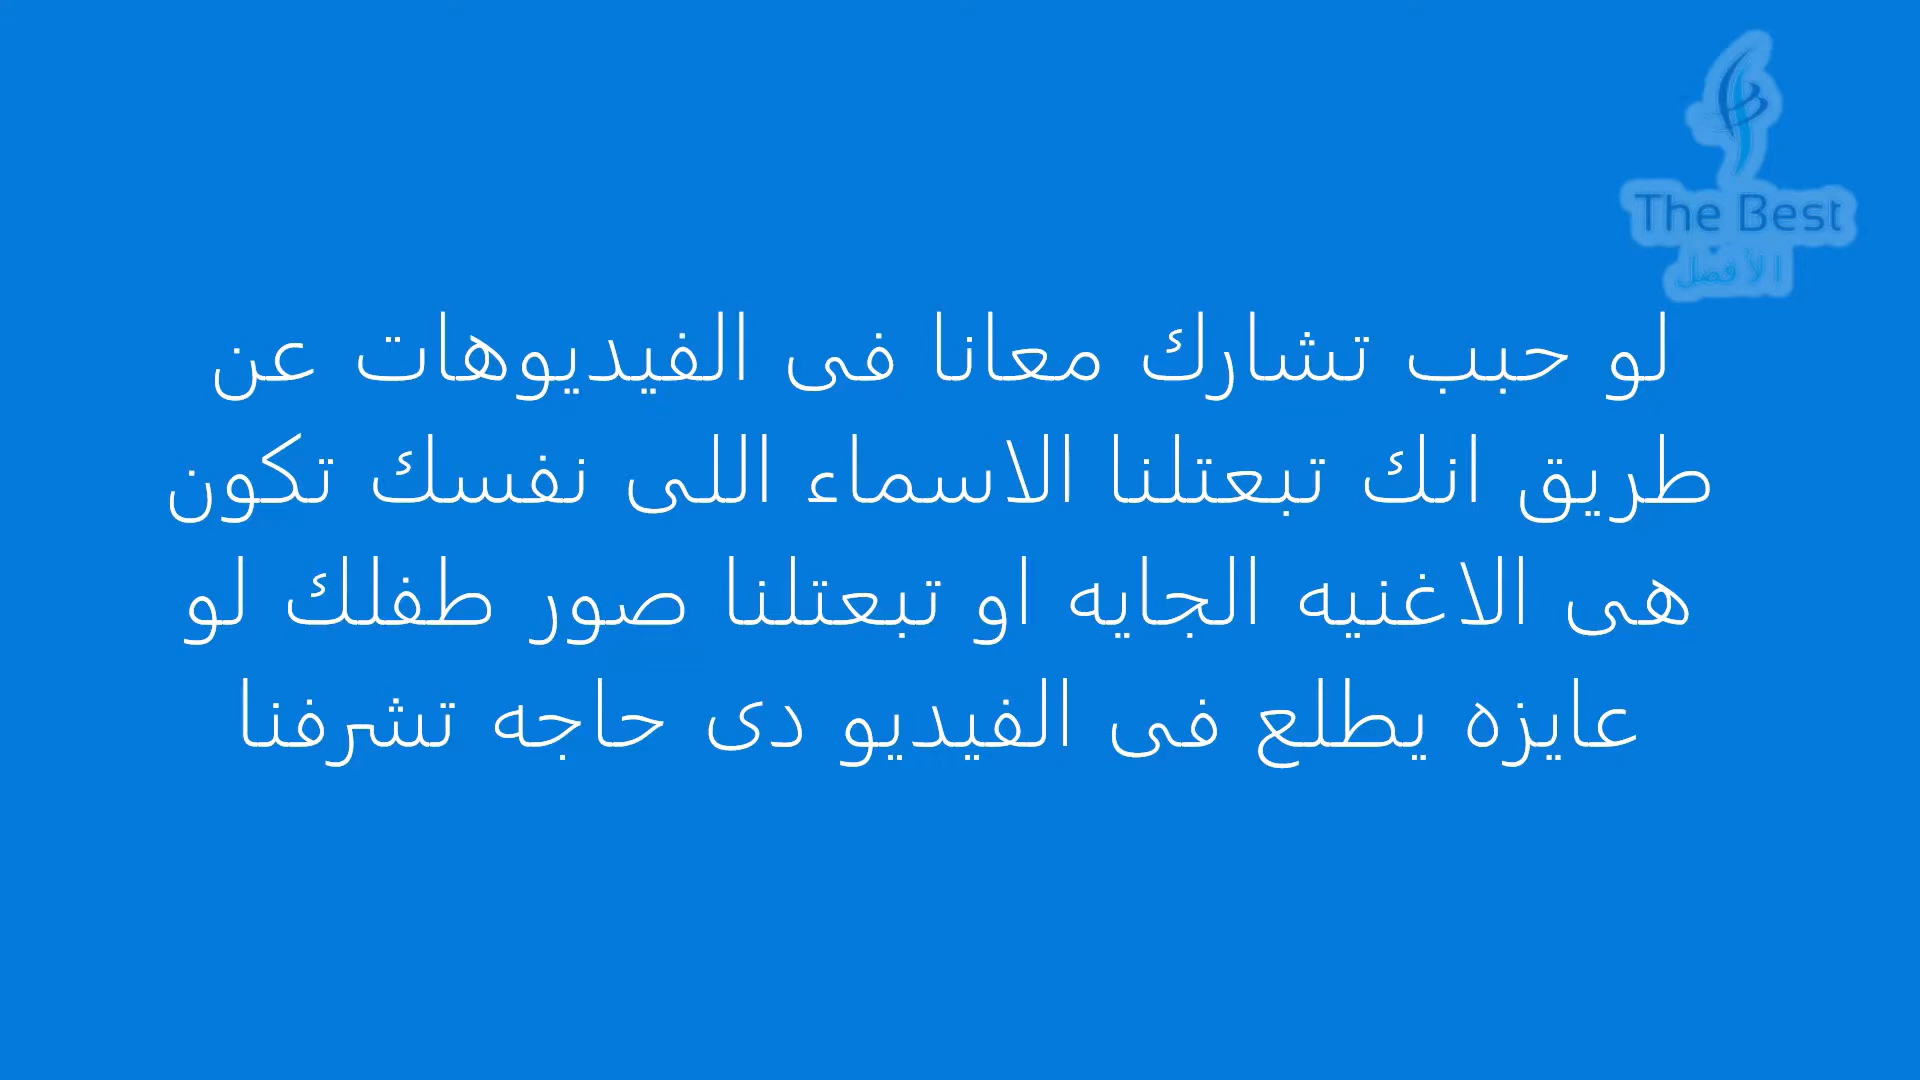 The Best
الأفضل
لو حبب تشارك معانا فى الفيديوهات عن
طريق انك تبعتلنا الاسماء اللى نفسك تكون
هى الاغنيه الجايه او تبعتلنا صور طفلك لو
عايزه يطلع فى الفيديو دى حاجه تشرفنا